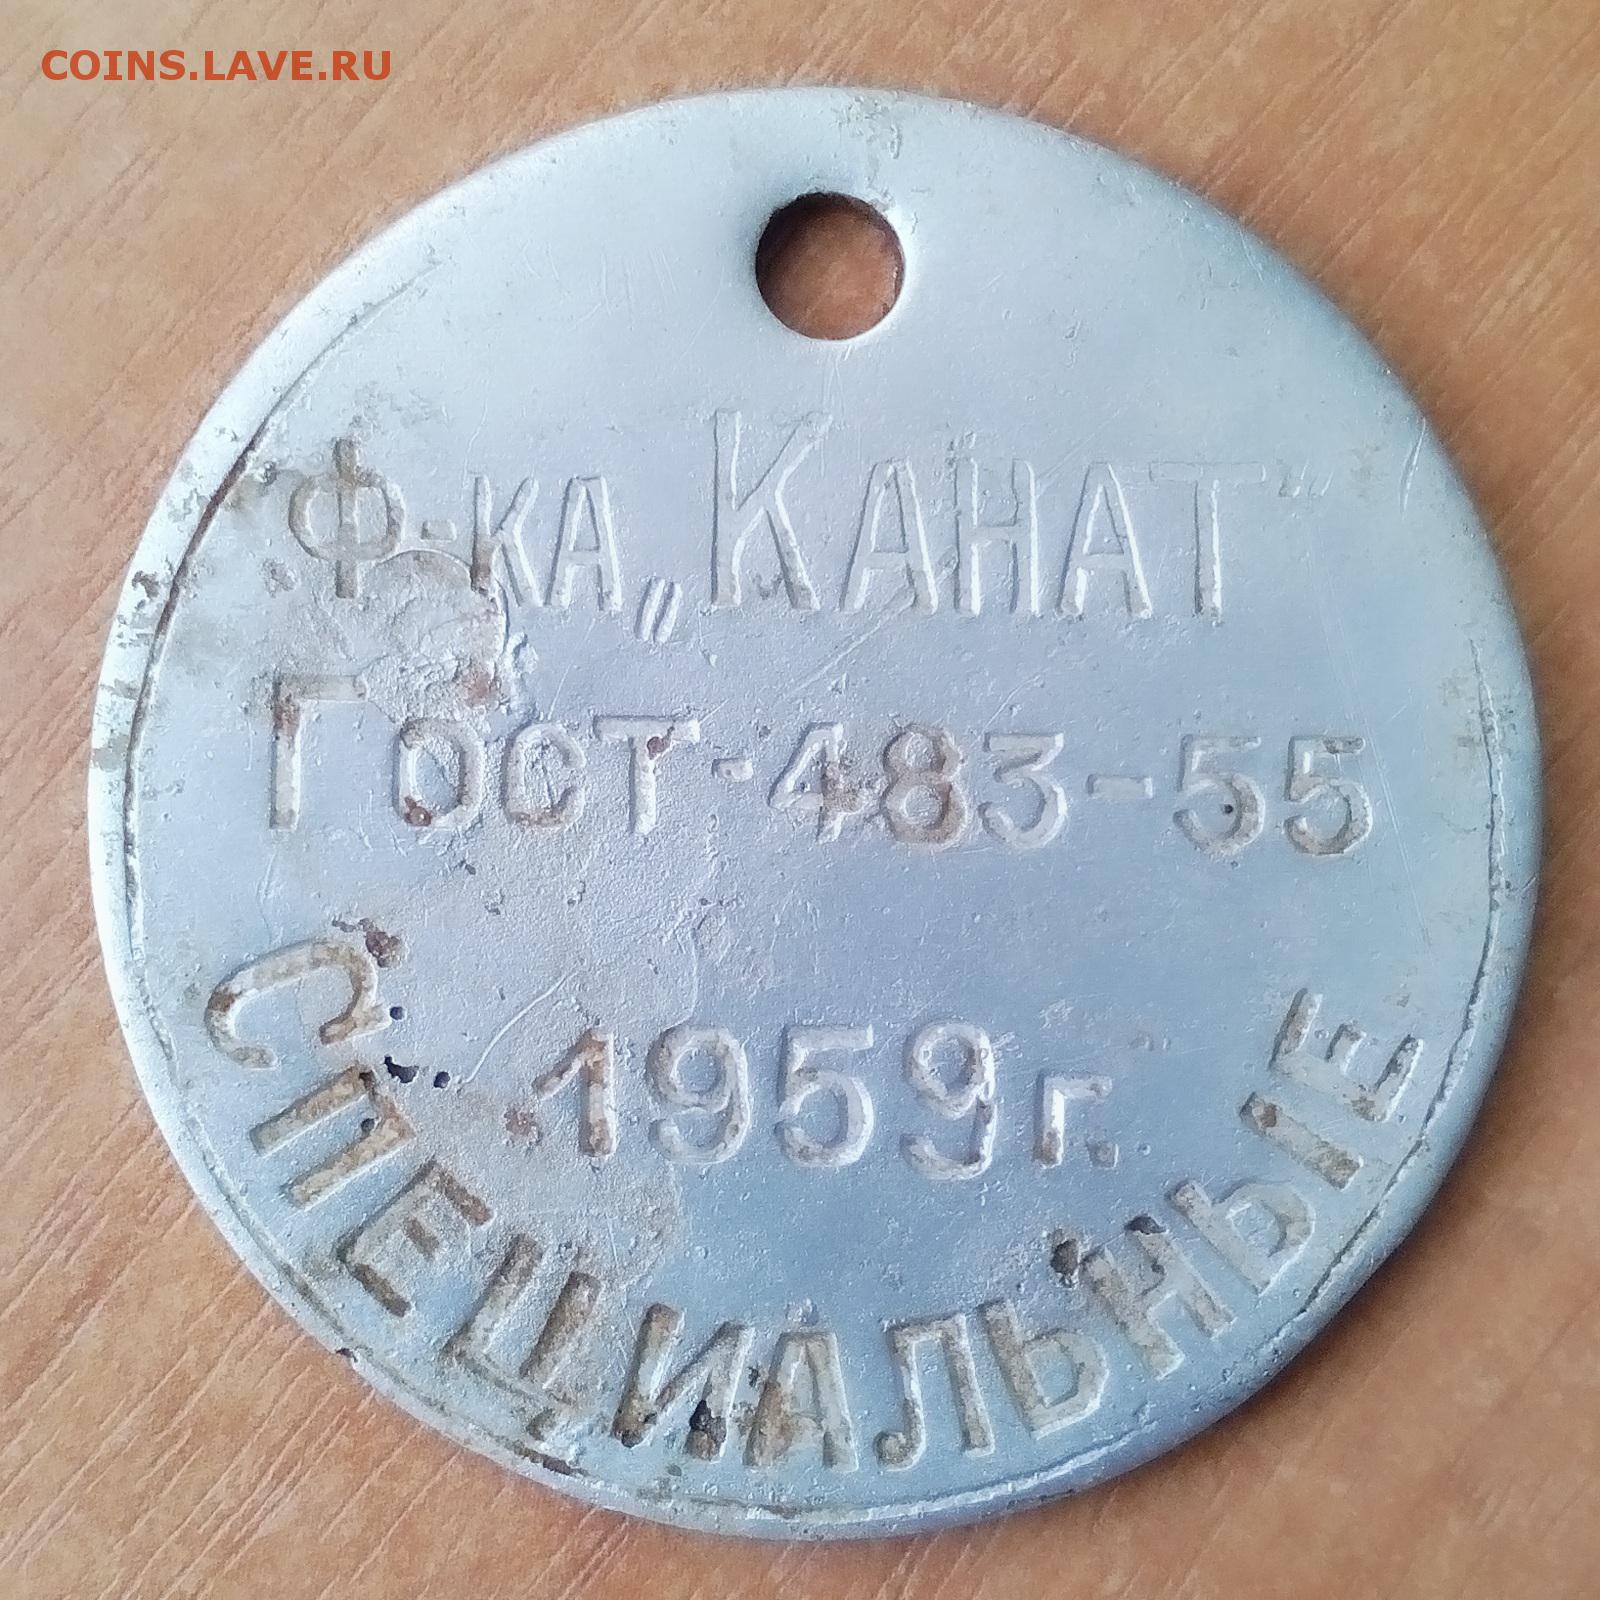 COINS.LAVE.RU
Ф-КА „КАНАТ"
ГОСТ-483-55
1959г.
СПЕЦИАЛЬНЫЕ